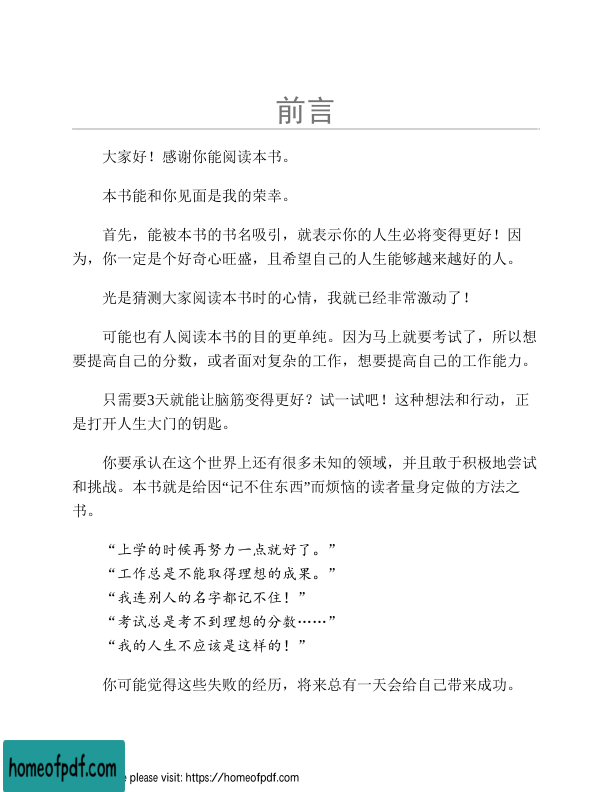 前言
大家好！感谢你能阅读本书。
本书能和你见面是我的荣幸。
首先，能被本书的书名吸引，就表示你的人生必将变得更好！因
为，你一定是个好奇心旺盛，且希望自己的人生能够越来越好的人。
光是猜测大家阅读本书时的心情，我就已经非常激动了！
可能也有人阅读本书的目的更单纯。因为马上就要考试了，所以想
要提高自己的分数，或者面对复杂的工作，想要提高自己的工作能力。
只需要3天就能让脑筋变得更好？试一试吧！这种想法和行动，正
是打开人生大门的钥匙。
你要承认在这个世界上还有很多未知的领域，并且敢于积极地尝试
和挑战。本书就是给因“记不住东西”而烦恼的读者量身定做的方法之
书。
“上学的时候再努力一点就好了。”
“工作总是不能取得理想的成果。”
“我连别人的名字都记不住！”
“考试总是考不到理想的分数……”
“我的人生不应该是这样的！”
你可能觉得这些失败的经历，将来总有一天会给自己带来成功。
homeofpdf.com
please visit: https://homeofpdf.com